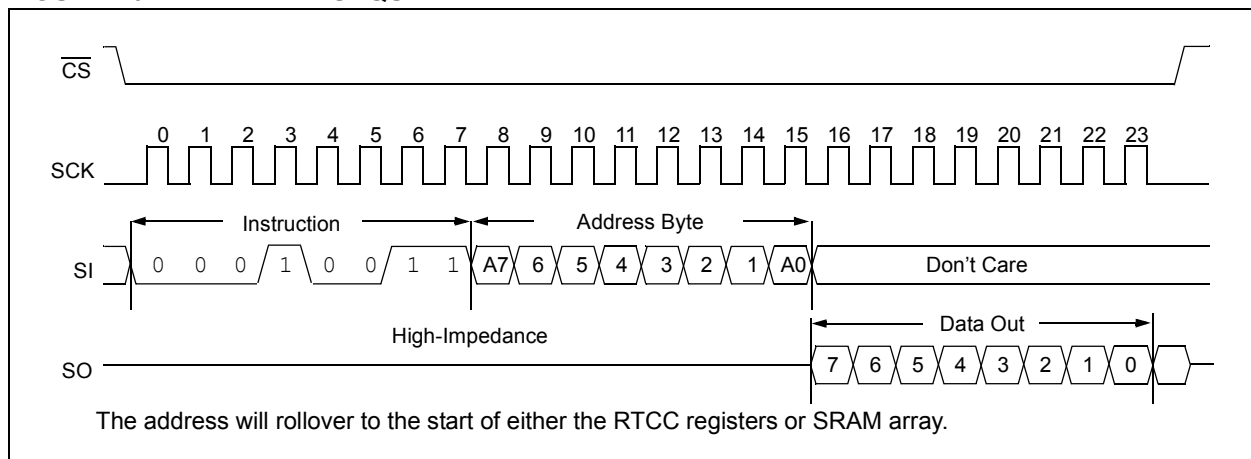 CS
0 1 2 3 4 5 6 7 8 9 10 11 12 13 14 15 16 17 18 19 20 21 22 23
SCK
Instruction Address Byte
SI 0 0 0 1 0 0 1 1 A7 6 5 4 3 2 1 A0 Don't Care
High-Impedance Data Out
SO 7 6 5 4 3 2 1 0
The address will rollover to the start of either the RTCC registers or SRAM array.